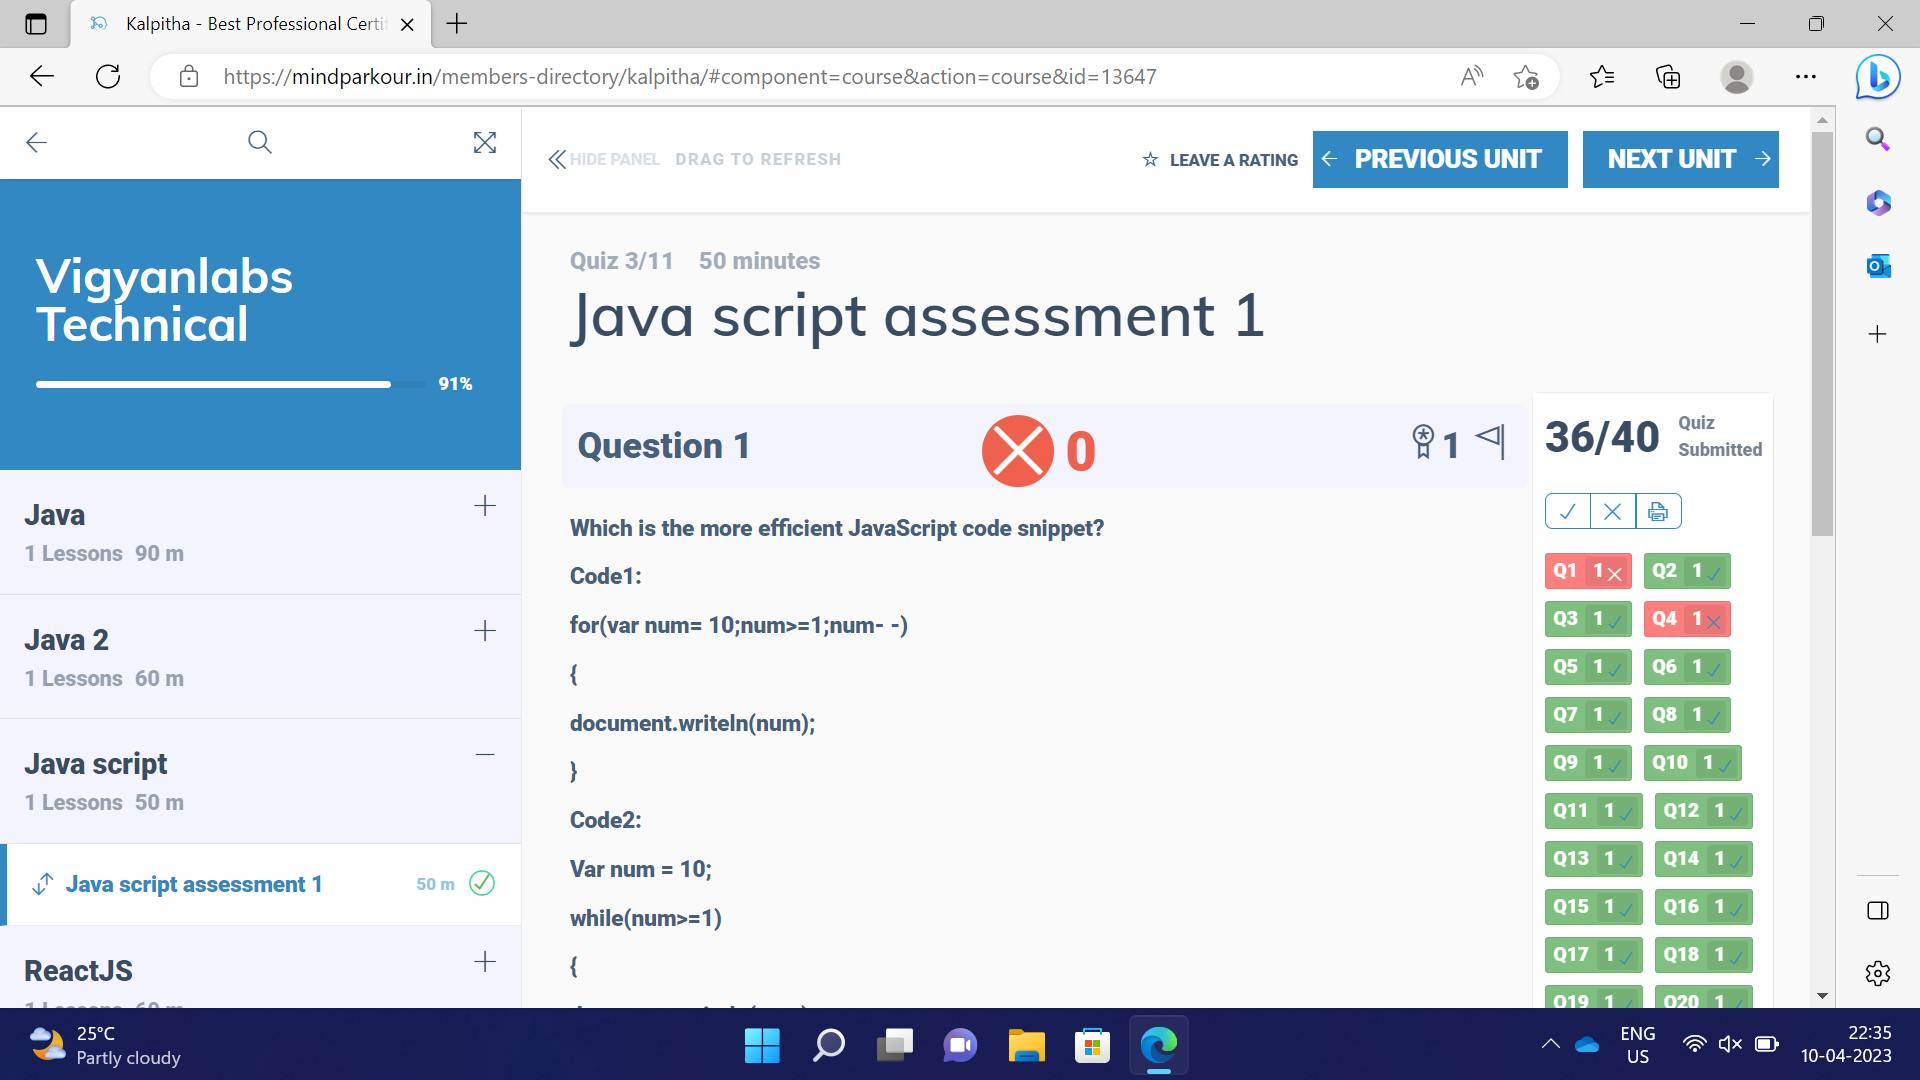 Kalpitha - Best Professional Certi
https://mindparkour.in/members-directory/kalpitha/#component=course&action=course&id=13647
HIDE PANEL DRAG TO REFRESH
LEAVE A RATING
PREVIOUS UNIT
NEXT UNIT
Vigyanlabs
Technical
91%
Java
1 Lessons 90 m
Java 2
1 Lessons 60 m
Java script
1 Lessons 50 m
Java script assessment 1 50 m
ReactJS
1 Lessons 60 m
Quiz 3/11 50 minutes
Java script assessment 1
Question 1
0
1
Which is the more efficient JavaScript code snippet?
Code1:
for(var num= 10;num>=1;num- -)
{
document.writeln(num);
}
Code2:
Var num = 10;
while(num>=1)
{
36/40 Quiz
Submitted
Q1 1 Q2 1
Q3 1 Q4 1
Q5 1 Q6 1
Q7 1 Q8 1
Q9 1 Q10 1
Q11 1 Q12 1
Q13 1 Q14 1
Q15 1 Q16 1
Q17 1 Q18 1
Q19 1 Q20 1
25°C
Partly cloudy
ENG
US
22:35
10-04-2023